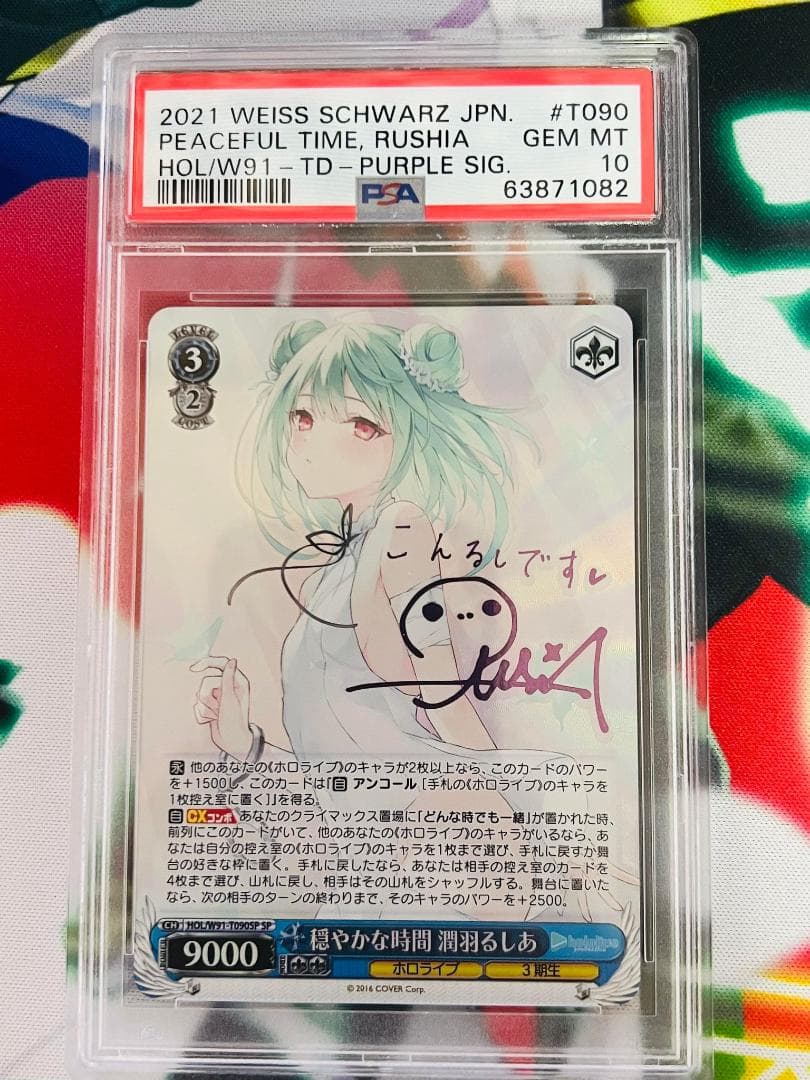 2021 WEISS SCHWARZ JPN. #T090
PEACEFUL TIME, RUSHIA GEM MT
HOL/W91-TD-PURPLE SIG. 10
PSA 63871082
LEVEL
3
2
COST
こんるしです
Rushia
永 他のあなたの《ホロライブ》のキャラが2枚以上なら、このカードのパワー
を+1500し、このカードは「自 アンコール [手札の《ホロライブ》のキャラを
1枚控え室に置く]」を得る。
自 CXコンボ あなたのクライマックス置場に「どんな時でも一緒」が置かれた時、
前列にこのカードがいて、他のあなたの《ホロライブ》のキャラがいるなら、あ
なたは自分の控え室の《ホロライブ》のキャラを1枚まで選び、手札に戻すか舞
台の好きな枠に置く。手札に戻したなら、あなたは相手の控え室のカードを
4枚まで選び、山札に戻し、相手はその山札をシャッフルする。舞台に置いた
なら、次の相手のターンの終わりまで、そのキャラのパワーを+2500。
CH HOL/W91-T090SP SP
9000 穏やかな時間 潤羽るしあ hololive
ホロライブ 3期生
© 2016 COVER Corp.